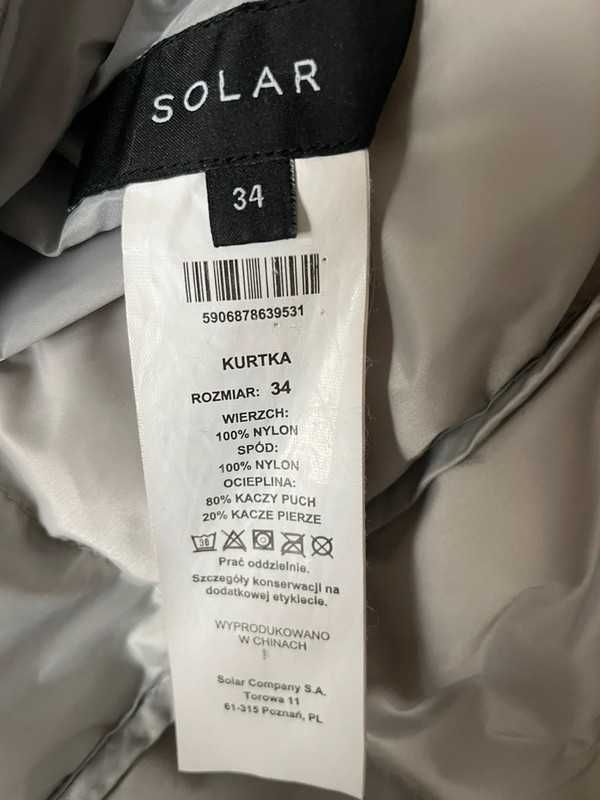 SOLAR
34
5906878639531
KURTKA
ROZMIAR: 34
WIERZCH:
100% NYLON
SPÓD:
100% NYLON
OCIEPLINA:
80% KACZY PUCH
20% KACZE PIERZE
30
Prać oddzielnie.
Szczegóły konserwacji na
dodatkowej etykiecie.
WYPRODUKOWANO
W CHINACH
Solar Company S.A.
Torowa 11
61-315 Poznań, PL